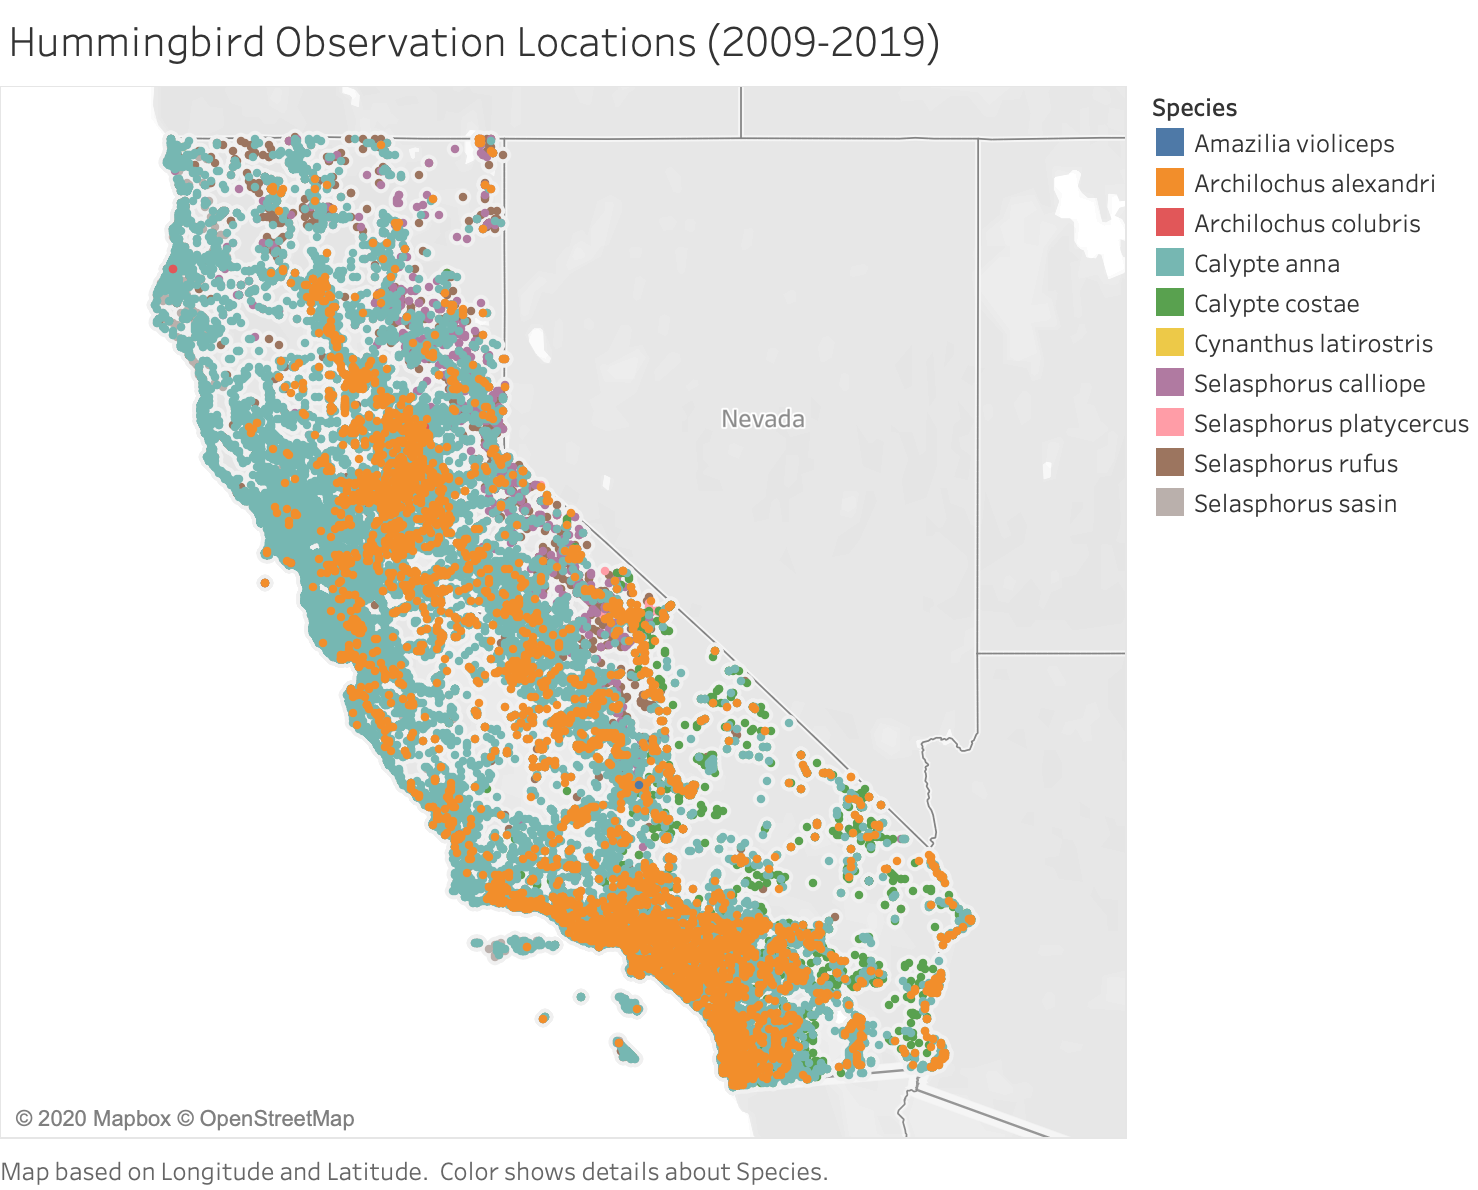 Hummingbird Observation Locations (2009-2019)
Species
Amazilia violiceps
Archilochus alexandri
Archilochus colubris
Calypte anna
Calypte costae
Cynanthus latirostris
Selasphorus calliope
Selasphorus platycercus
Selasphorus rufus
Selasphorus sasin
Nevada
© 2020 Mapbox © OpenStreetMap
Map based on Longitude and Latitude. Color shows details about Species.